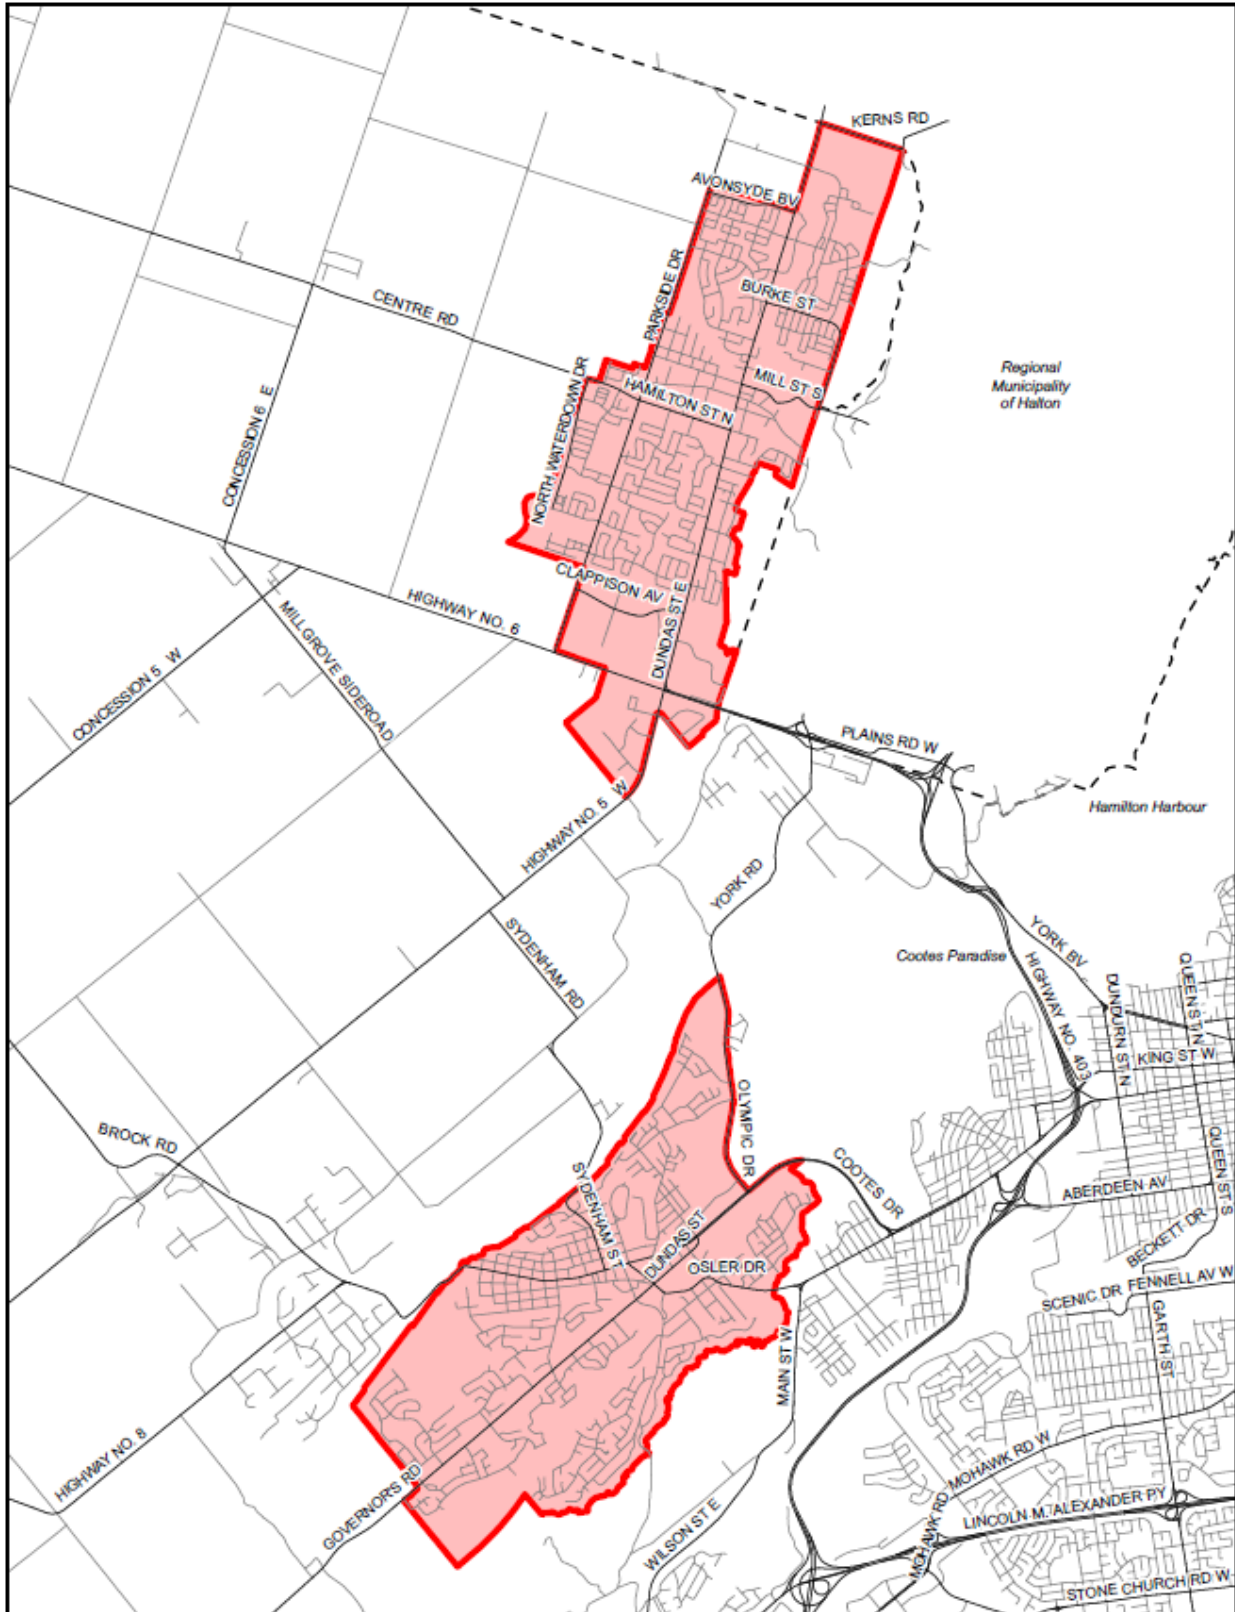 KERNS RD
AVONSYDE BV
PARKSIDE DR
BURKE ST
CENTRE RD
Regional
Municipality
of Halton
MILL ST S
HAMILTON ST N
NORTH WATERDOWN DR
CONCESSION 6 E
CLAPPISON AV
HIGHWAY NO. 6
DUNDAS ST E
MILLGROVE SIDEROAD
CONCESSION 5 W
PLAINS RD W
Hamilton Harbour
HIGHWAY NO. 5 W
YORK RD
SYDENHAM RD
Cootes Paradise
YORK BV
HIGHWAY NO. 403
QUEEN ST N
DUNDURN ST N
KING ST W
BROCK RD
OLYMPIC DR
COOTES DR
SYDENHAM ST
DUNDAS ST
OSLER DR
ABERDEEN AV
QUEEN ST S
BECKETT DR
SCENIC DR
FENNELL AV W
GARTH ST
MAIN ST W
HIGHWAY NO. 8
GOVERNOR'S RD
MOHAWK RD W
WILSON ST E
MOHAWK RD
LINCOLN M. ALEXANDER PY
STONE CHURCH RD W